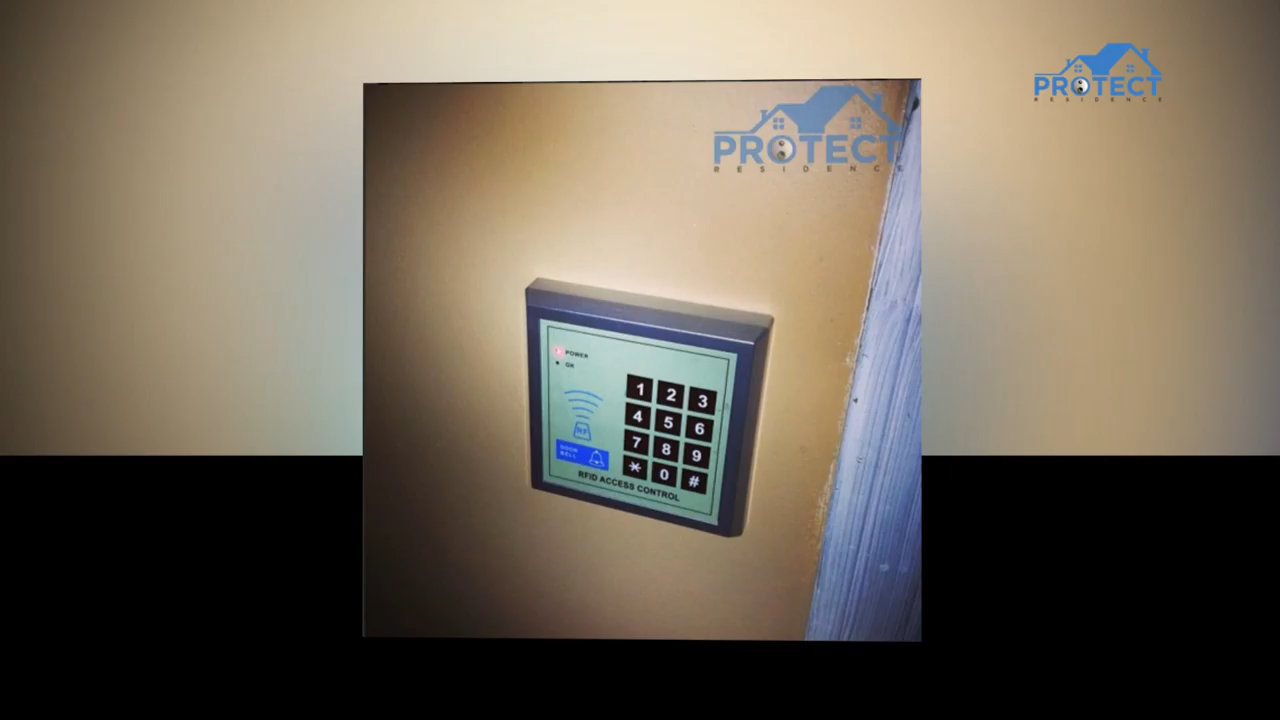 PROTECT
RESIDENCE
PROTECT
RESIDENCE
POWER
OK
RF
DOOR
BELL
1 2 3
4 5 6
7 8 9
* 0 #
RFID ACCESS CONTROL